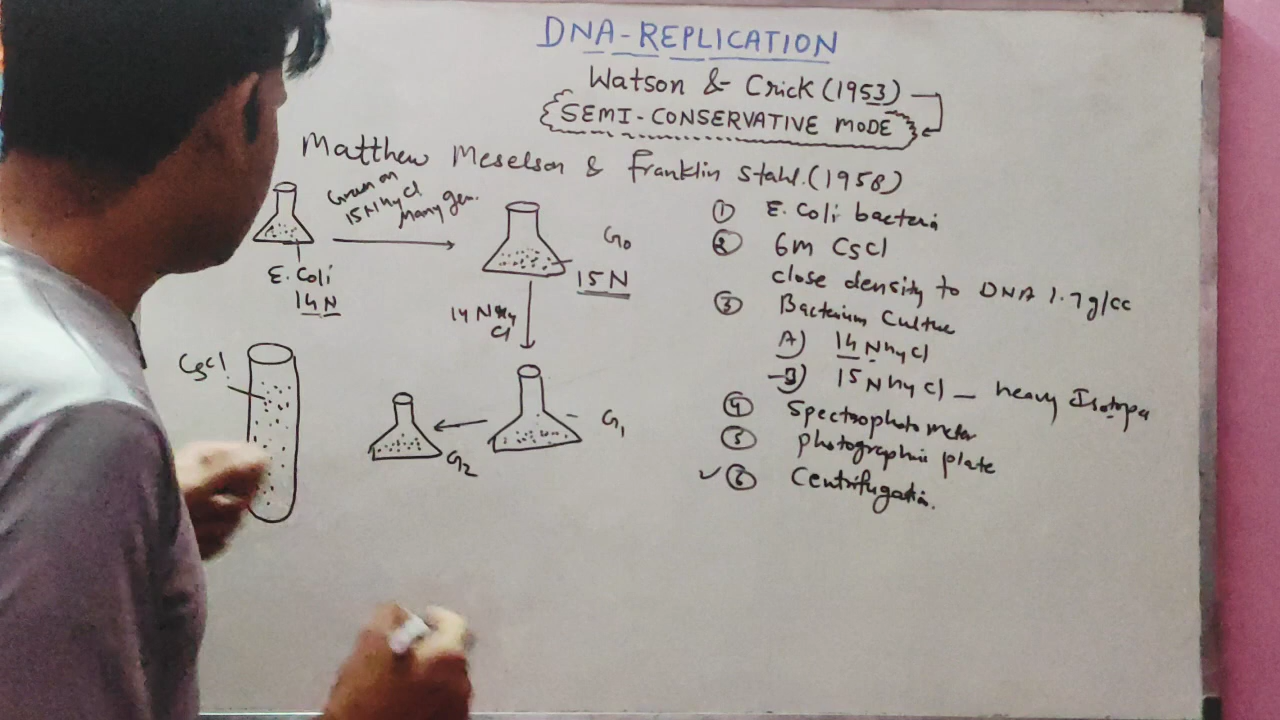 DNA-REPLICATION
Watson & Crick (1953)
SEMI-CONSERVATIVE MODE
Matthew Meselson & Franklin Stahl. (1958)
Grown on
15NH4Cl
Many gen.
E. Coli
14N
G0
15N
14NH4
Cl
G1
G2
CsCl
① E. Coli bacteria
② 6m CsCl
close density to DNA 1.7g/cc
③ Bacterium Culture
A) 14NH4Cl
B) 15NH4Cl - heavy Isotope
④ Spectrophotometer
⑤ photographic plate
✓⑥ Centrifugation.